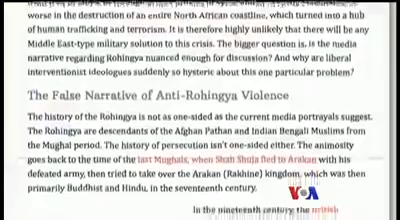 worse in the destruction of an entire North African coastline, which turned into a hub
of human trafficking and terrorism. It is therefore highly unlikely that there will be any
Middle East-type military solution to this crisis. The bigger question is, is the media
narrative regarding Rohingya nuanced enough for discussion? And why are liberal
interventionist ideologues suddenly so hysteric about this one particular problem?
The False Narrative of Anti-Rohingya Violence
The history of the Rohingya is not as one-sided as the current media portrayals suggest.
The Rohingya are descendants of the Afghan Pathan and Indian Bengali Muslims from
the Mughal period. The history of persecution isn't one-sided either. The animosity
goes back to the time of the last Mughals, when Shah Shuja fled to Arakan with his
defeated army, then tried to take over the Arakan (Rakhine) kingdom, which was then
primarily Buddhist and Hindu, in the seventeenth century.
VOA
In the nineteenth century, the British